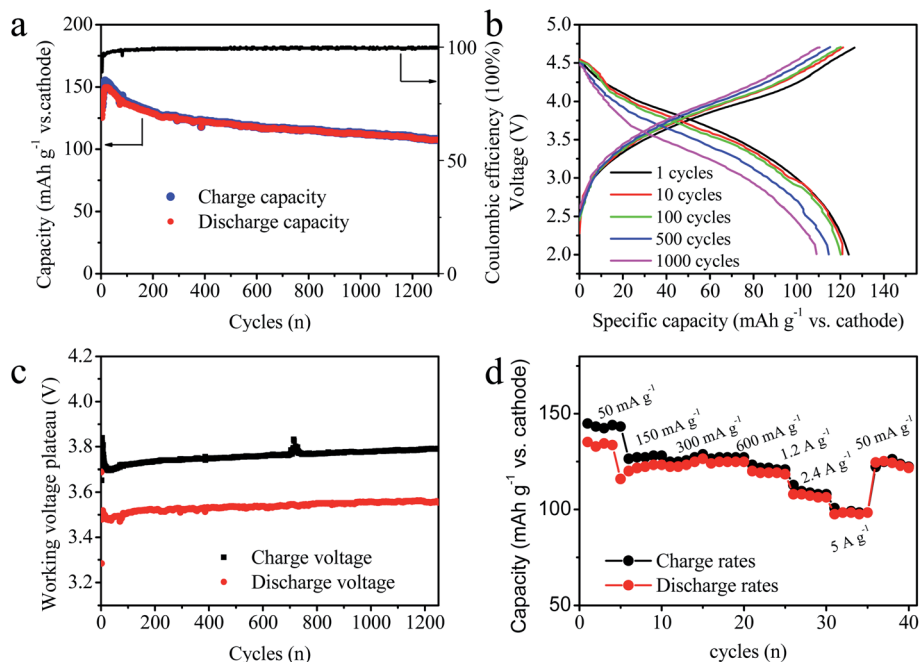 a
200
150
100
50
0
Capacity (mAh g⁻¹ vs.cathode)
0 200 400 600 800 1000 1200
Cycles (n)
100
50
0
Coulombic efficiency (100%)
Charge capacity
Discharge capacity
b
5.0
4.5
4.0
3.5
3.0
2.5
2.0
1.5
Voltage (V)
0 20 40 60 80 100 120 140
Specific capacity (mAh g⁻¹ vs. cathode)
1 cycles
10 cycles
100 cycles
500 cycles
1000 cycles
c
4.2
3.9
3.6
3.3
Working voltage plateau (V)
0 200 400 600 800 1000 1200
Cycles (n)
Charge voltage
Discharge voltage
d
150
100
50
Capacity (mAh g⁻¹ vs. cathode)
0 10 20 30 40
cycles (n)
50 mA g⁻¹
150 mA g⁻¹
300 mA g⁻¹
600 mA g⁻¹
1.2 A g⁻¹
2.4 A g⁻¹
5 A g⁻¹
50 mA g⁻¹
Charge rates
Discharge rates